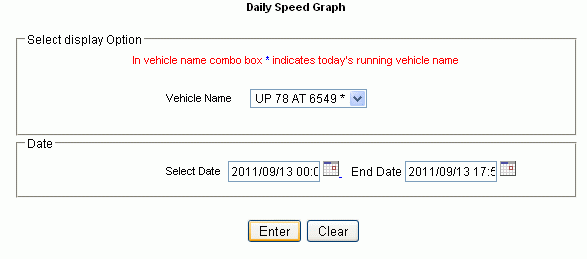 Daily Speed Graph
Select display Option
In vehicle name combo box * indicates today's running vehicle name
Vehicle Name UP 78 AT 6549 *
Date
Select Date 2011/09/13 00:0 End Date 2011/09/13 17:5
Enter Clear